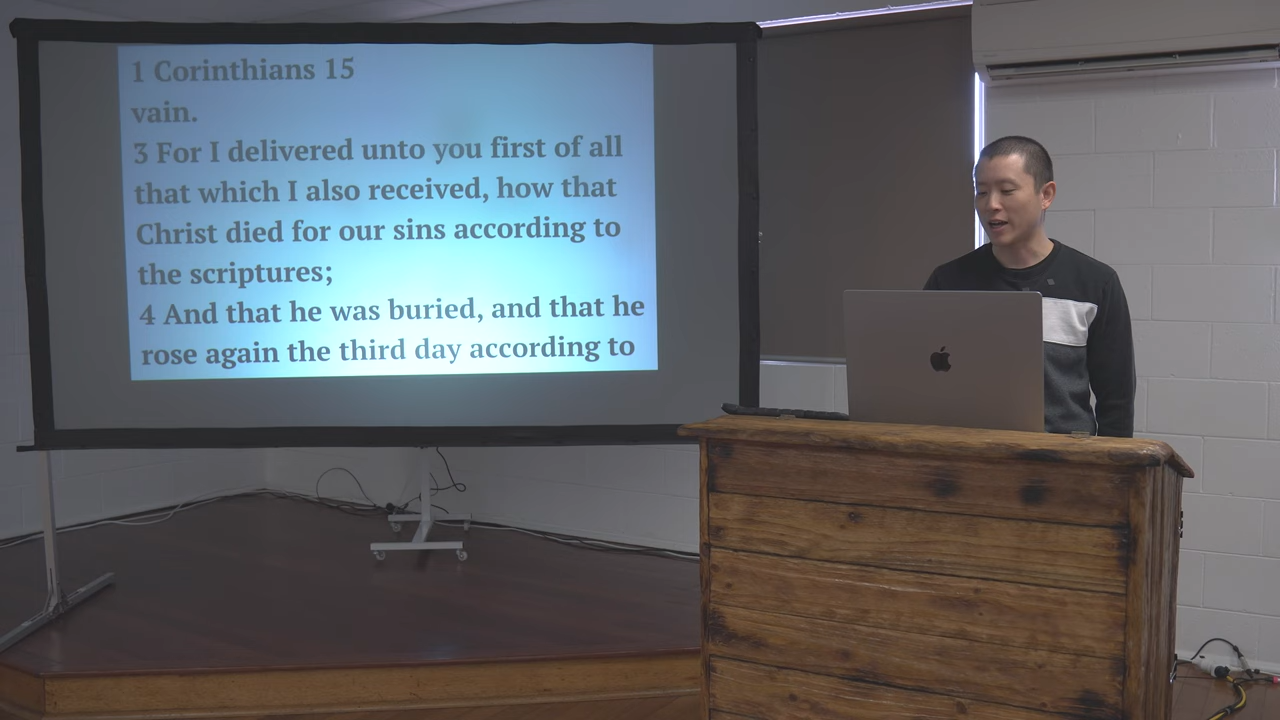 1 Corinthians 15
vain.
3 For I delivered unto you first of all
that which I also received, how that
Christ died for our sins according to
the scriptures;
4 And that he was buried, and that he
rose again the third day according to